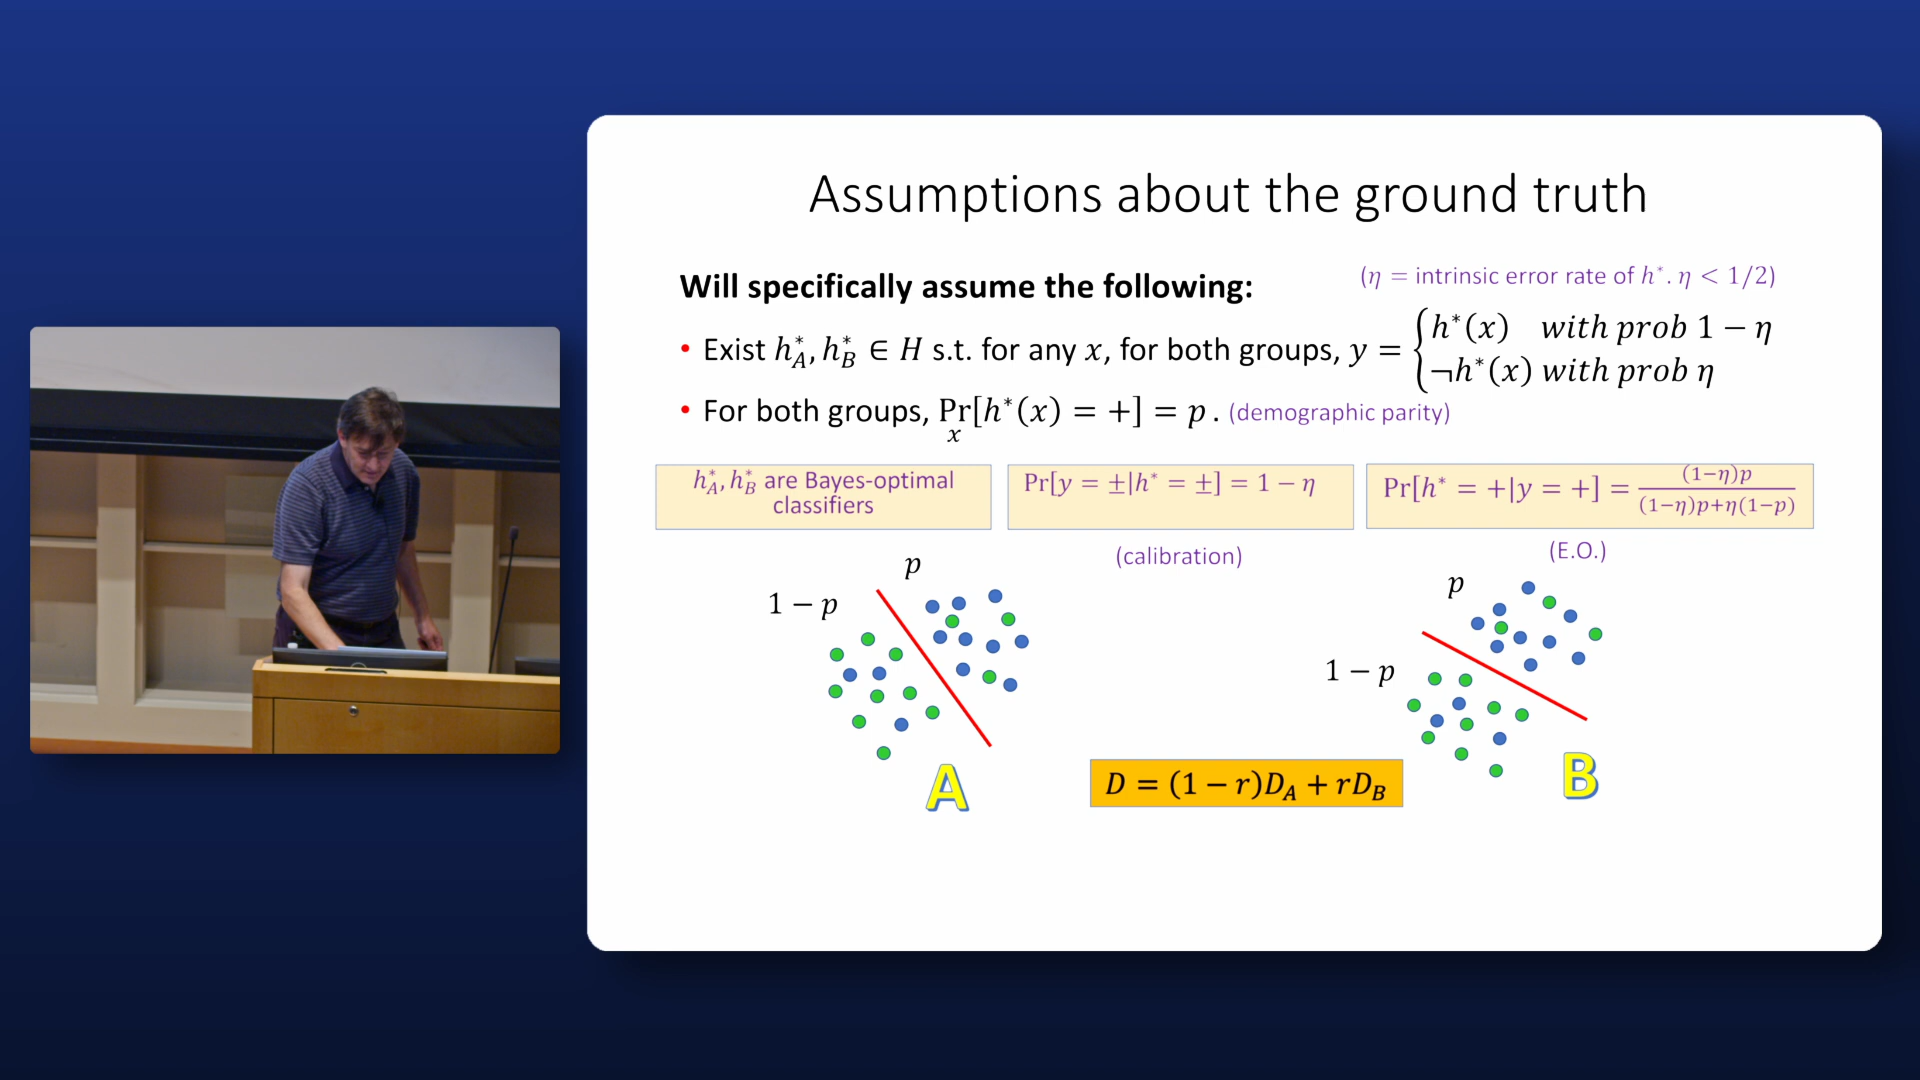 Assumptions about the ground truth
Will specifically assume the following:
(η = intrinsic error rate of h*. η < 1/2)
• Exist h*_A, h*_B ∈ H s.t. for any x, for both groups, y = { h*(x) with prob 1 − η
¬h*(x) with prob η
• For both groups, Pr_x[h*(x) = +] = p. (demographic parity)
h*_A, h*_B are Bayes-optimal
classifiers
Pr[y = ±|h* = ±] = 1 − η
Pr[h* = +|y = +] = (1−η)p / (1−η)p+η(1−p)
(calibration)
(E.O.)
p
1 − p
p
1 − p
A
D = (1 − r)D_A + rD_B
B